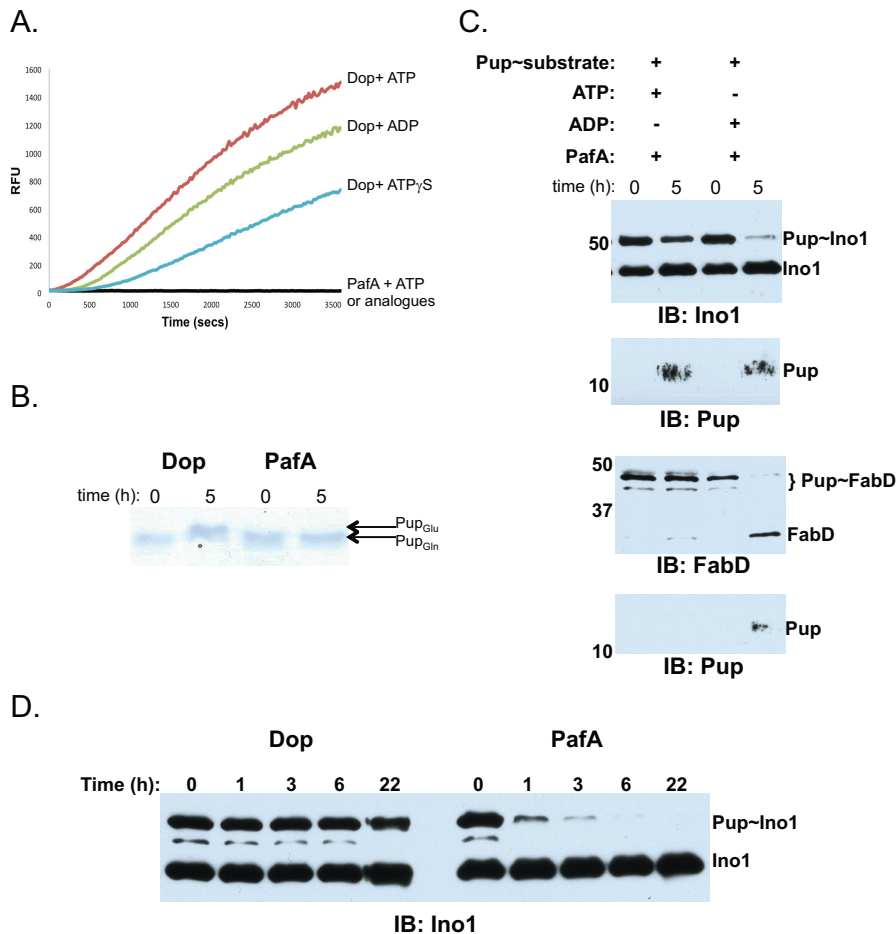 A.
1600
1400
1200
1000
800
600
400
200
0
RFU
0 500 1000 1500 2000 2500 3000 3500
Time (secs)
Dop+ ATP
Dop+ ADP
Dop+ ATPγS
PafA + ATP
or analogues
B.
Dop PafA
time (h): 0 5 0 5
PupGlu
PupGln
C.
Pup~substrate: + +
ATP: + -
ADP: - +
PafA: + +
time (h): 0 5 0 5
50
Pup~Ino1
Ino1
IB: Ino1
Pup
10
IB: Pup
50
} Pup~FabD
37
FabD
IB: FabD
Pup
10
IB: Pup
D.
Dop PafA
Time (h): 0 1 3 6 22 0 1 3 6 22
Pup~Ino1
Ino1
IB: Ino1